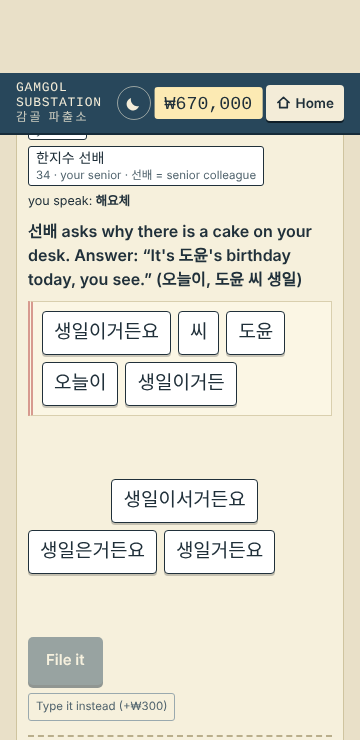 GAMGOL
SUBSTATION
감골 파출소
₩670,000
Home
한지수 선배
34 · your senior · 선배 = senior colleague
you speak: 해요체
선배 asks why there is a cake on your
desk. Answer: “It's 도윤's birthday
today, you see.” (오늘이, 도윤 씨 생일)
생일이거든요 씨 도윤
오늘이 생일이거든
생일이서거든요
생일은거든요 생일거든요
File it
Type it instead (+₩300)